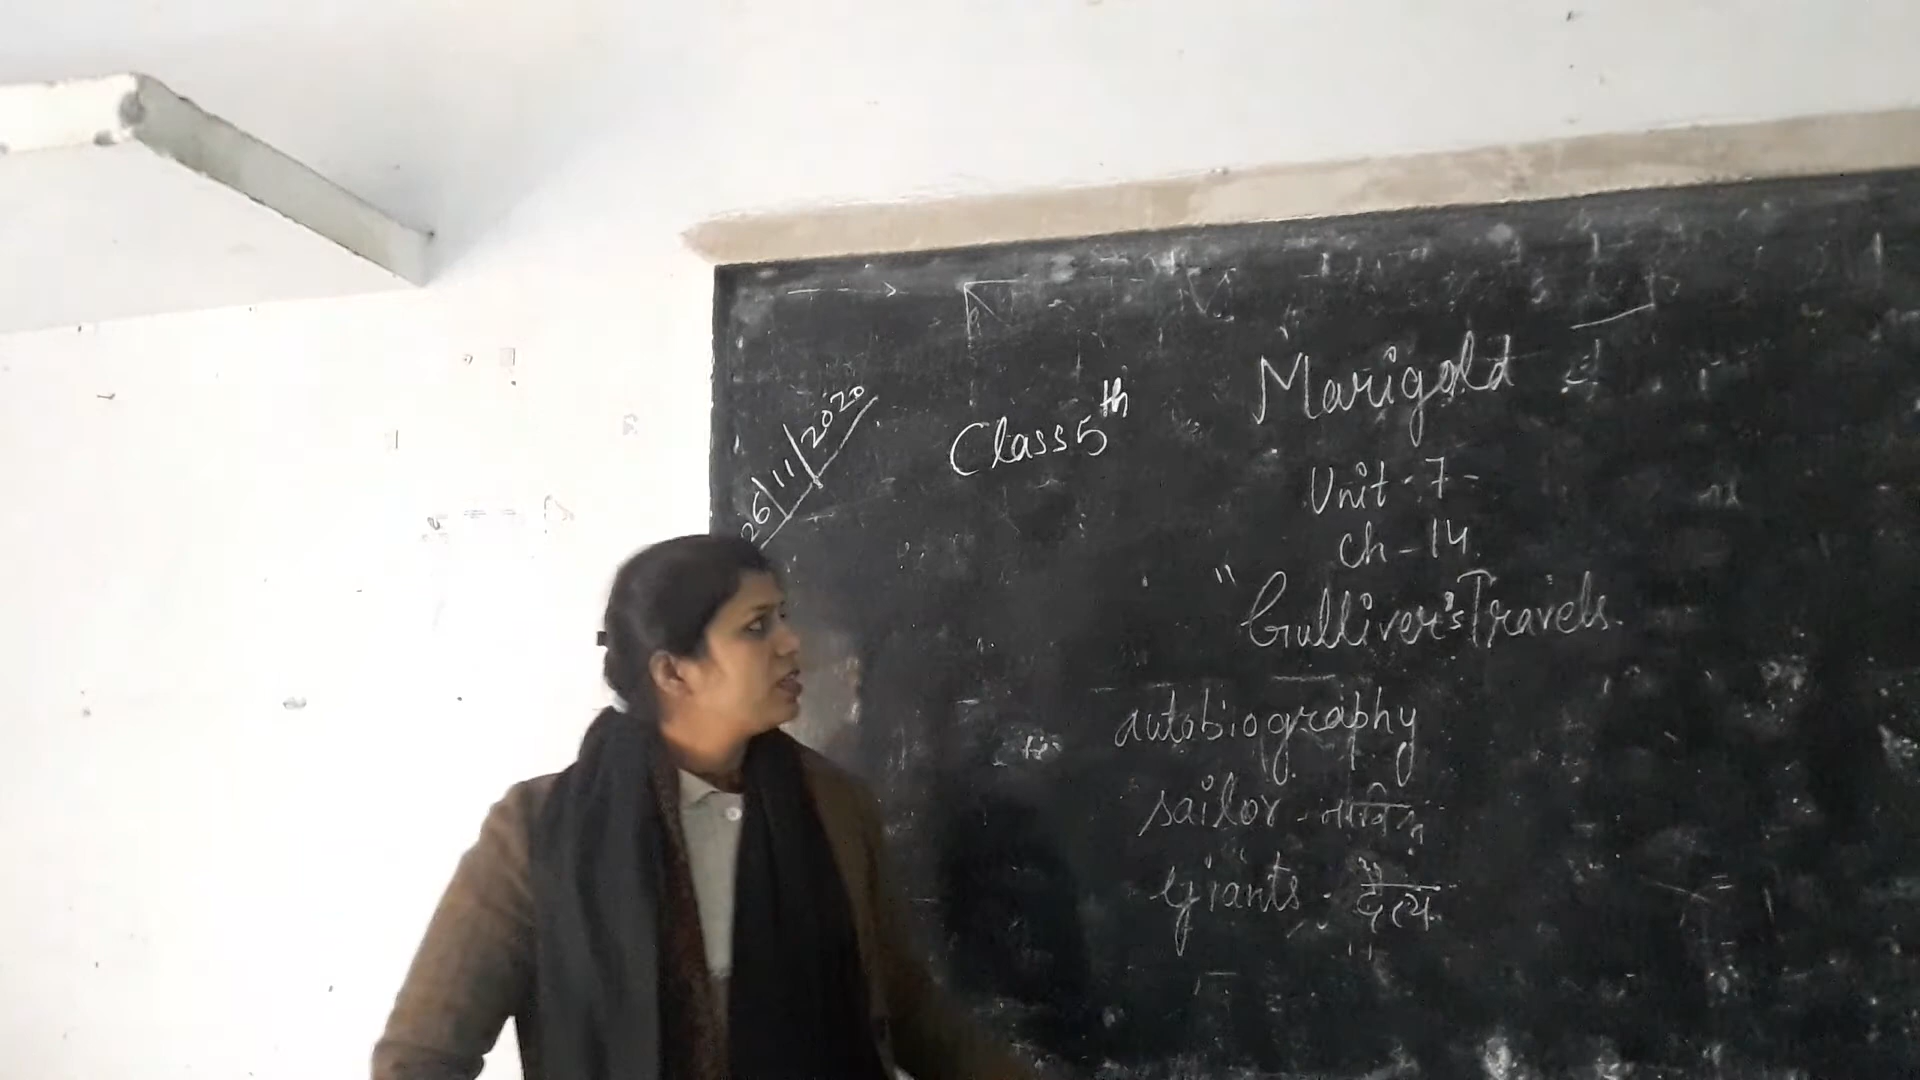 26/11/2020
Class 5th
Marigold
Unit - 7 -
Ch - 14
"Gulliver's Travels
autobiography
sailor - नाविक
Giants - दैत्य